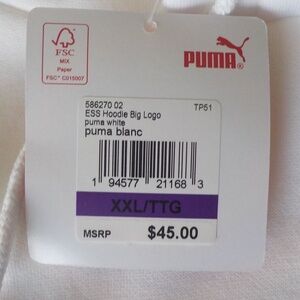 FSC
MIX
Paper
FSC® C015007
PUMA
586270 02 TP51
ESS Hoodie Big Logo
puma white
puma blanc
1 94577 21168 3
XXL/TTG
MSRP $45.00